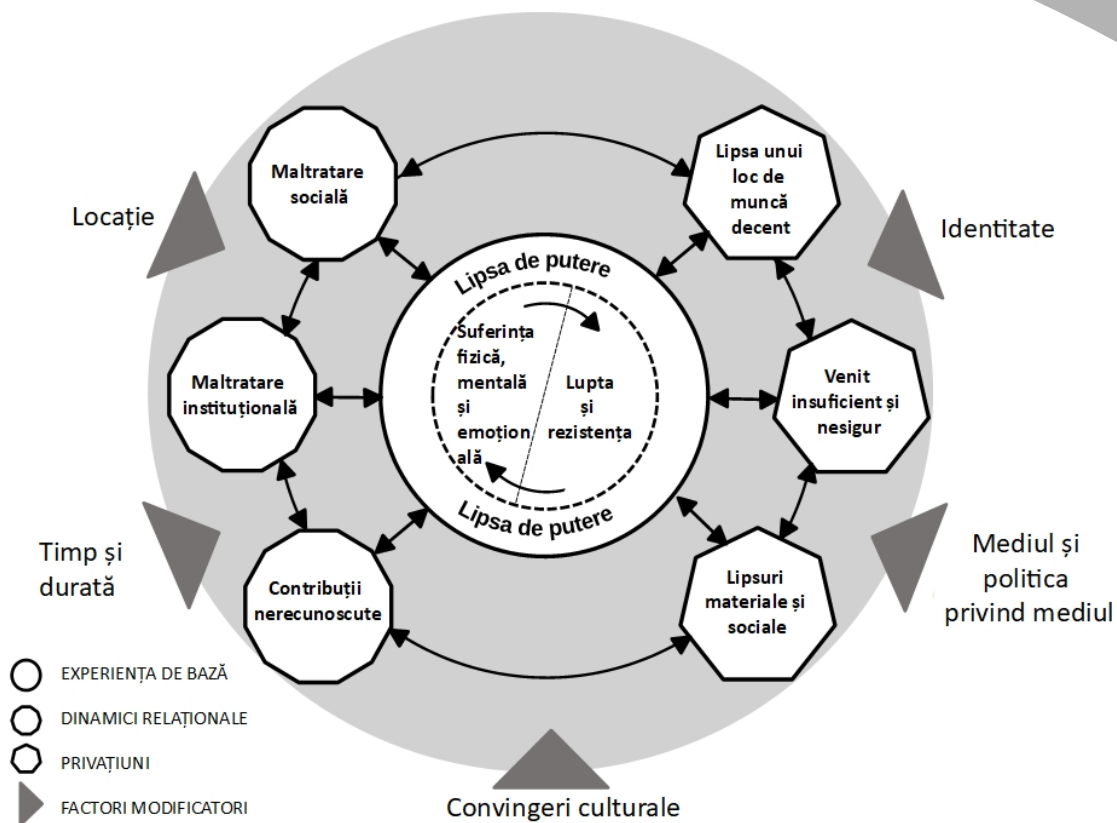 Maltratare
socială
Lipsa unui
loc de
muncă
decent
Locație
Identitate
Lipsa de putere
Suferința
fizică,
mentală
și
emoțion
ală
Lupta
și
rezistența
Lipsa de putere
Maltratare
instituțională
Venit
insuficient și
nesigur
Timp și
durată
Mediul și
politica
privind mediul
Contribuții
nerecunoscute
Lipsuri
materiale și
sociale
EXPERIENȚA DE BAZĂ
DINAMICI RELAȚIONALE
PRIVAȚIUNI
FACTORI MODIFICATORI
Convingeri culturale